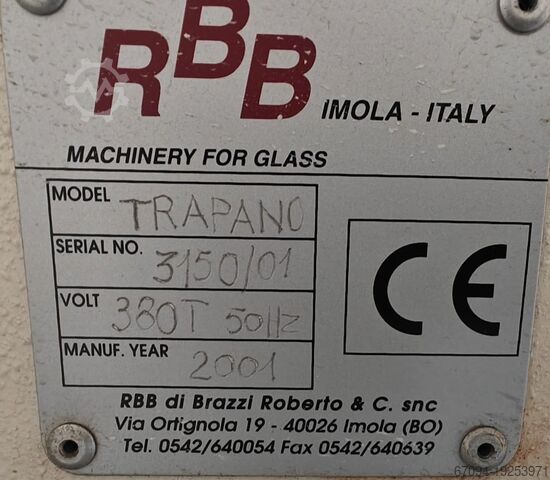 RBB IMOLA - ITALY
MACHINERY FOR GLASS
MODEL TRAPANO
SERIAL NO. 3150/01
VOLT 380T 50Hz
MANUF. YEAR 2001
CE
RBB di Brazzi Roberto & C. snc
Via Ortignola 19 - 40026 Imola (BO)
Tel. 0542/640054 Fax 0542/640639